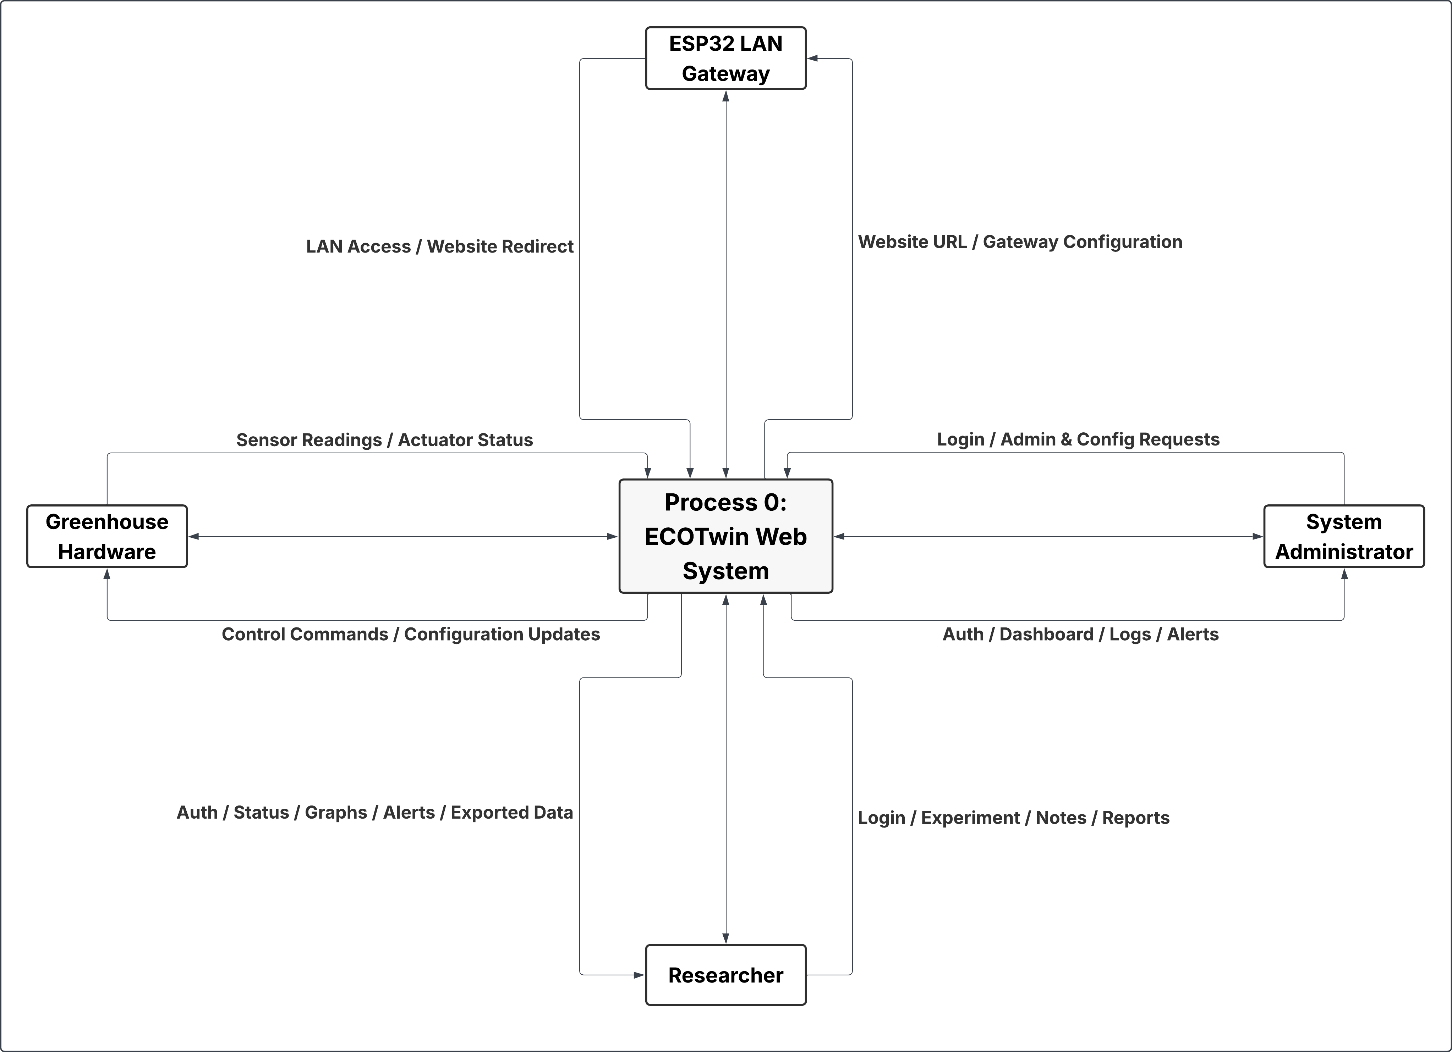 ESP32 LAN
Gateway
LAN Access / Website Redirect
Website URL / Gateway Configuration
Sensor Readings / Actuator Status
Login / Admin & Config Requests
Greenhouse
Hardware
Process 0:
ECOTwin Web
System
System
Administrator
Control Commands / Configuration Updates
Auth / Dashboard / Logs / Alerts
Auth / Status / Graphs / Alerts / Exported Data
Login / Experiment / Notes / Reports
Researcher